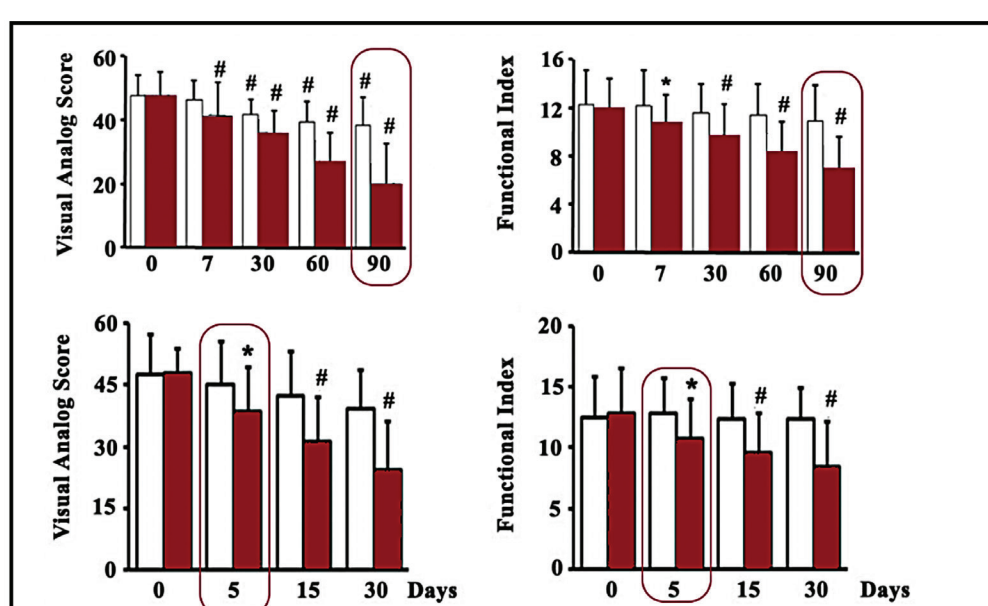 Visual Analog Score
60
40
20
0
# # # # # # #
0 7 30 60 90
Functional Index
16
12
8
4
0
* # # #
0 7 30 60 90
Visual Analog Score
60
45
30
15
0
* # #
0 5 15 30 Days
Functional Index
20
15
10
5
0
* # #
0 5 15 30 Days